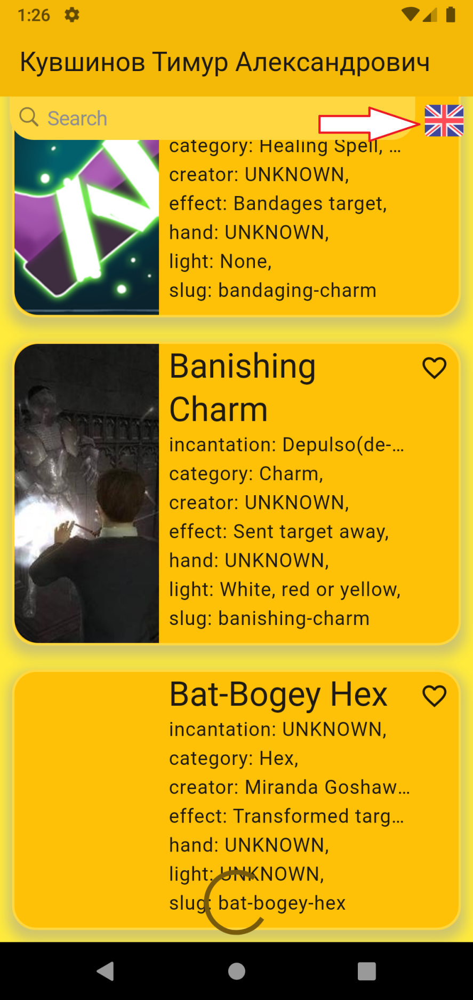 1:26
Кувшинов Тимур Александрович
Search
category: Healing Spell, ...
creator: UNKNOWN,
effect: Bandages target,
hand: UNKNOWN,
light: None,
slug: bandaging-charm
Banishing
Charm
incantation: Depulso(de-...
category: Charm,
creator: UNKNOWN,
effect: Sent target away,
hand: UNKNOWN,
light: White, red or yellow,
slug: banishing-charm
Bat-Bogey Hex
incantation: UNKNOWN,
category: Hex,
creator: Miranda Goshaw...
effect: Transformed targ...
hand: UNKNOWN,
light: UNKNOWN,
slug: bat-bogey-hex